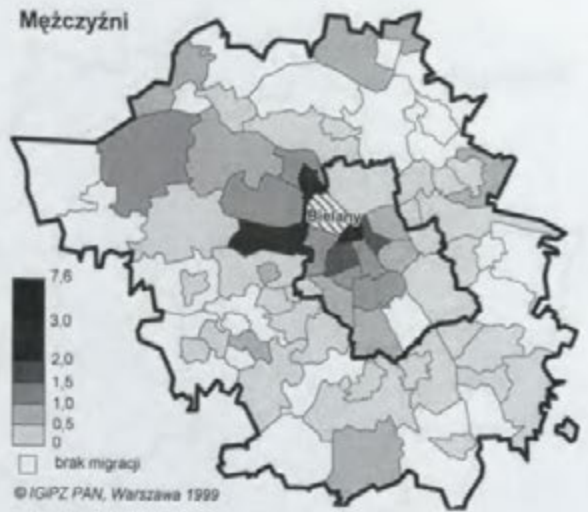 Mężczyźni
Bielany
7,6
3,0
2,0
1,5
1,0
0,5
0
brak migracji
© IGiPZ PAN, Warszawa 1999